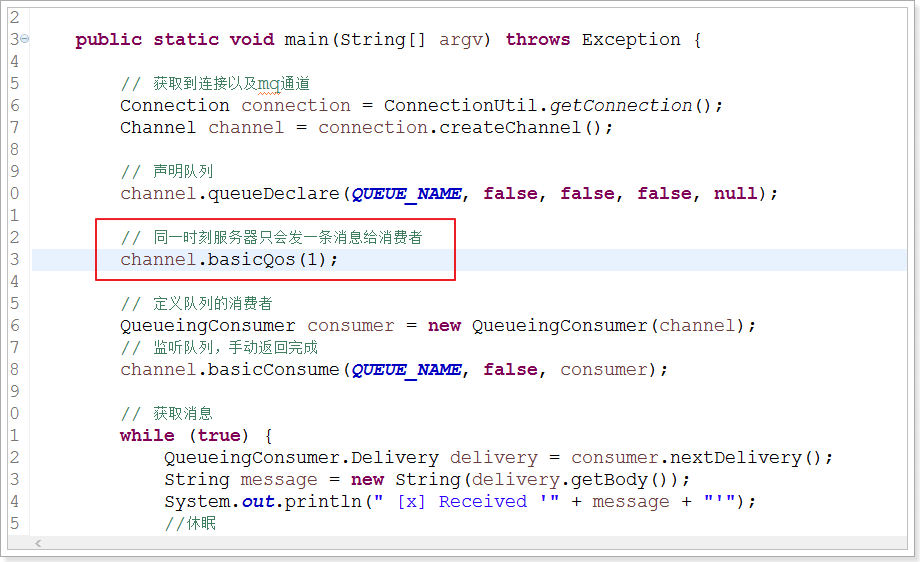 2
3 public static void main(String[] argv) throws Exception {
4
5 // 获取到连接以及mq通道
6 Connection connection = ConnectionUtil.getConnection();
7 Channel channel = connection.createChannel();
8
9 // 声明队列
0 channel.queueDeclare(QUEUE_NAME, false, false, false, null);
1
2 // 同一时刻服务器只会发一条消息给消费者
3 channel.basicQos(1);
4
5 // 定义队列的消费者
6 QueueingConsumer consumer = new QueueingConsumer(channel);
7 // 监听队列，手动返回完成
8 channel.basicConsume(QUEUE_NAME, false, consumer);
9
0 // 获取消息
1 while (true) {
2 QueueingConsumer.Delivery delivery = consumer.nextDelivery();
3 String message = new String(delivery.getBody());
4 System.out.println(" [x] Received '" + message + "'");
5 //休眠